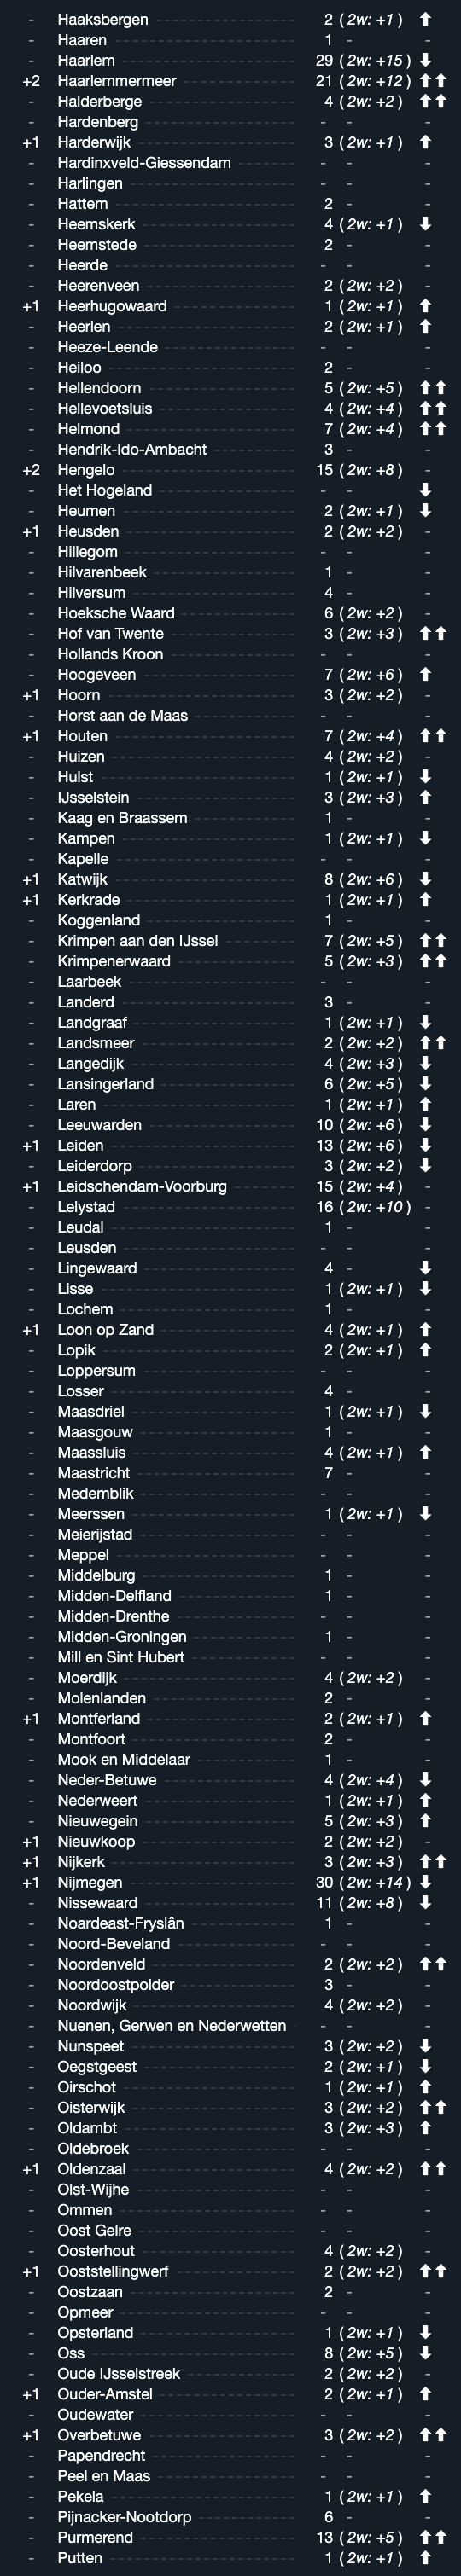 - Haaksbergen 2 ( 2w: +1 ) ⬆
- Haaren 1 - -
- Haarlem 29 ( 2w: +15 ) ⬇
+2 Haarlemmermeer 21 ( 2w: +12 ) ⬆⬆
- Halderberge 4 ( 2w: +2 ) ⬆⬆
- Hardenberg - - -
+1 Harderwijk 3 ( 2w: +1 ) ⬆
- Hardinxveld-Giessendam - - -
- Harlingen - - -
- Hattem 2 - -
- Heemskerk 4 ( 2w: +1 ) ⬇
- Heemstede 2 - -
- Heerde - - -
- Heerenveen 2 ( 2w: +2 ) -
+1 Heerhugowaard 1 ( 2w: +1 ) ⬆
- Heerlen 2 ( 2w: +1 ) ⬆
- Heeze-Leende - - -
- Heiloo 2 - -
- Hellendoorn 5 ( 2w: +5 ) ⬆⬆
- Hellevoetsluis 4 ( 2w: +4 ) ⬆⬆
- Helmond 7 ( 2w: +4 ) ⬆⬆
- Hendrik-Ido-Ambacht 3 - -
+2 Hengelo 15 ( 2w: +8 ) -
- Het Hogeland - - ⬇
- Heumen 2 ( 2w: +1 ) ⬇
+1 Heusden 2 ( 2w: +2 ) -
- Hillegom - - -
- Hilvarenbeek 1 - -
- Hilversum 4 - -
- Hoeksche Waard 6 ( 2w: +2 ) -
- Hof van Twente 3 ( 2w: +3 ) ⬆⬆
- Hollands Kroon - - -
- Hoogeveen 7 ( 2w: +6 ) ⬆
+1 Hoorn 3 ( 2w: +2 ) -
- Horst aan de Maas - - -
+1 Houten 7 ( 2w: +4 ) ⬆⬆
- Huizen 4 ( 2w: +2 ) -
- Hulst 1 ( 2w: +1 ) ⬇
- IJsselstein 3 ( 2w: +3 ) ⬆
- Kaag en Braassem 1 - -
- Kampen 1 ( 2w: +1 ) ⬇
- Kapelle - - -
+1 Katwijk 8 ( 2w: +6 ) ⬇
+1 Kerkrade 1 ( 2w: +1 ) ⬆
- Koggenland 1 - -
- Krimpen aan den IJssel 7 ( 2w: +5 ) ⬆⬆
- Krimpenerwaard 5 ( 2w: +3 ) ⬆⬆
- Laarbeek - - -
- Landerd 3 - -
- Landgraaf 1 ( 2w: +1 ) ⬇
- Landsmeer 2 ( 2w: +2 ) ⬆⬆
- Langedijk 4 ( 2w: +3 ) ⬇
- Lansingerland 6 ( 2w: +5 ) ⬇
- Laren 1 ( 2w: +1 ) ⬆
- Leeuwarden 10 ( 2w: +6 ) ⬇
+1 Leiden 13 ( 2w: +6 ) ⬇
- Leiderdorp 3 ( 2w: +2 ) ⬇
+1 Leidschendam-Voorburg 15 ( 2w: +4 ) -
- Lelystad 16 ( 2w: +10 ) -
- Leudal 1 - -
- Leusden - - -
- Lingewaard 4 - ⬇
- Lisse 1 ( 2w: +1 ) ⬇
- Lochem 1 - -
+1 Loon op Zand 4 ( 2w: +1 ) ⬆
- Lopik 2 ( 2w: +1 ) ⬆
- Loppersum - - -
- Losser 4 - -
- Maasdriel 1 ( 2w: +1 ) ⬇
- Maasgouw 1 - -
- Maassluis 4 ( 2w: +1 ) ⬆
- Maastricht 7 - -
- Medemblik - - -
- Meerssen 1 ( 2w: +1 ) ⬇
- Meierijstad - - -
- Meppel - - -
- Middelburg 1 - -
- Midden-Delfland 1 - -
- Midden-Drenthe - - -
- Midden-Groningen 1 - -
- Mill en Sint Hubert - - -
- Moerdijk 4 ( 2w: +2 ) -
- Molenlanden 2 - -
+1 Montferland 2 ( 2w: +1 ) ⬆
- Montfoort 2 - -
- Mook en Middelaar 1 - -
- Neder-Betuwe 4 ( 2w: +4 ) ⬇
- Nederweert 1 ( 2w: +1 ) ⬆
- Nieuwegein 5 ( 2w: +3 ) ⬆
+1 Nieuwkoop 2 ( 2w: +2 ) -
+1 Nijkerk 3 ( 2w: +3 ) ⬆⬆
+1 Nijmegen 30 ( 2w: +14 ) ⬇
- Nissewaard 11 ( 2w: +8 ) ⬇
- Noardeast-Fryslân 1 - -
- Noord-Beveland - - -
- Noordenveld 2 ( 2w: +2 ) ⬆⬆
- Noordoostpolder 3 - -
- Noordwijk 4 ( 2w: +2 ) -
- Nuenen, Gerwen en Nederwetten - - -
- Nunspeet 3 ( 2w: +2 ) ⬇
- Oegstgeest 2 ( 2w: +1 ) ⬇
- Oirschot 1 ( 2w: +1 ) ⬆
- Oisterwijk 3 ( 2w: +2 ) ⬆⬆
- Oldambt 3 ( 2w: +3 ) ⬆
- Oldebroek - - -
+1 Oldenzaal 4 ( 2w: +2 ) ⬆⬆
- Olst-Wijhe - - -
- Ommen - - -
- Oost Gelre - - -
- Oosterhout 4 ( 2w: +2 ) -
+1 Ooststellingwerf 2 ( 2w: +2 ) ⬆⬆
- Oostzaan 2 - -
- Opmeer - - -
- Opsterland 1 ( 2w: +1 ) ⬇
- Oss 8 ( 2w: +5 ) ⬇
- Oude IJsselstreek 2 ( 2w: +2 ) -
+1 Ouder-Amstel 2 ( 2w: +1 ) ⬆
- Oudewater - - -
+1 Overbetuwe 3 ( 2w: +2 ) ⬆⬆
- Papendrecht - - -
- Peel en Maas - - -
- Pekela 1 ( 2w: +1 ) ⬆
- Pijnacker-Nootdorp 6 - -
- Purmerend 13 ( 2w: +5 ) ⬆⬆
- Putten 1 ( 2w: +1 ) ⬆